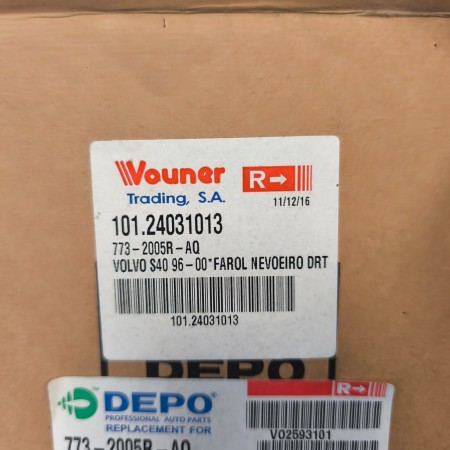 Wouner
R→
Trading, S.A.
11/12/16
101.24031013
773-2005R-AQ
VOLVO S40 96-00*FAROL NEVOEIRO DRT
101.24031013
DEPO
DEPO
R→
PROFESSIONAL AUTO PARTS
REPLACEMENT FOR
VO2593101
773-2005R-AQ